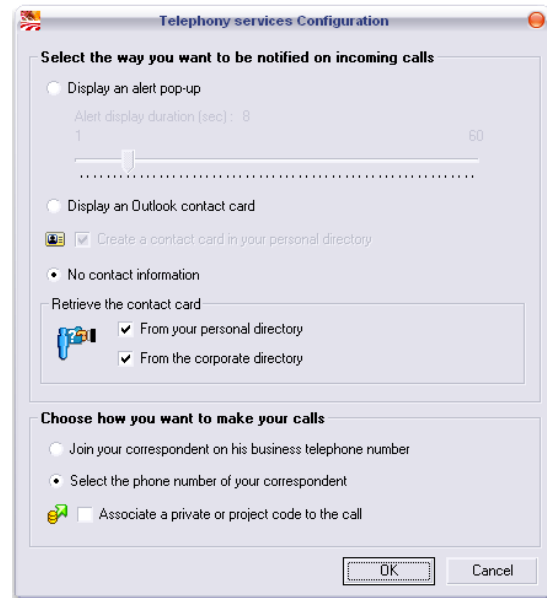 Telephony services Configuration
Select the way you want to be notified on incoming calls
Display an alert pop-up
Alert display duration (sec) : 8
1 60
Display an Outlook contact card
Create a contact card in your personal directory
No contact information
Retrieve the contact card
From your personal directory
From the corporate directory
Choose how you want to make your calls
Join your correspondent on his business telephone number
Select the phone number of your correspondent
Associate a private or project code to the call
OK Cancel